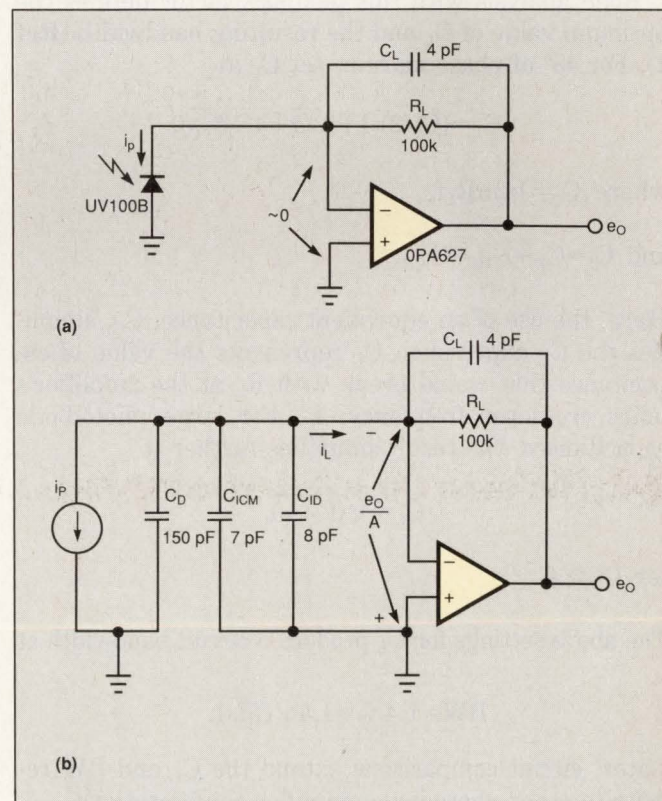 C_L 4 pF
R_L
100k
i_p
UV100B
~0
−
+
0PA627
e_O
(a)
C_L 4 pF
R_L
i_L −
100k
i_P
C_D
C_ICM
C_ID
e_O
A
150 pF
7 pF
8 pF
−
+
+
e_O
(b)